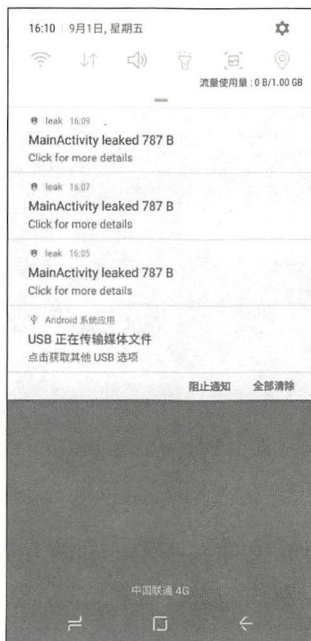 16:10 9月1日, 星期五
流量使用量 : 0 B/1.00 GB
leak 16:09
MainActivity leaked 787 B
Click for more details
leak 16:07
MainActivity leaked 787 B
Click for more details
leak 16:05
MainActivity leaked 787 B
Click for more details
Android 系统应用
USB 正在传输媒体文件
点击获取其他 USB 选项
阻止通知 全部清除
中国联通 4G